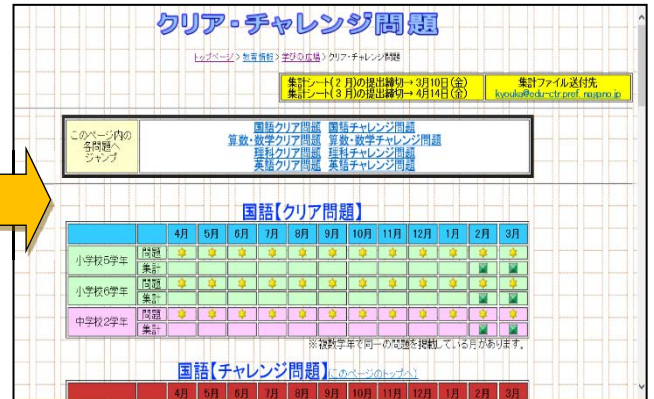 クリア・チャレンジ問題
トップページ > 教育情報 > 学びの広場 > クリア・チャレンジ問題
集計シート(２月)の提出締切→ 3月10日(金)
集計シート(３月)の提出締切→ 4月14日(金)
集計ファイル送付先
kyouka@edu-ctr.pref.nagano.jp
このページ内の
各問題へ
ジャンプ
国語クリア問題 国語チャレンジ問題
算数・数学クリア問題 算数・数学チャレンジ問題
理科クリア問題 理科チャレンジ問題
英語クリア問題 英語チャレンジ問題
国語【クリア問題】
4月 5月 6月 7月 8月 9月 10月 11月 12月 1月 2月 3月
小学校5学年 問題
集計
小学校6学年 問題
集計
中学校2学年 問題
集計
※複数学年で同一の問題を掲載している月があります。
国語【チャレンジ問題】(このページのトップへ)
4月 5月 6月 7月 8月 9月 10月 11月 12月 1月 2月 3月